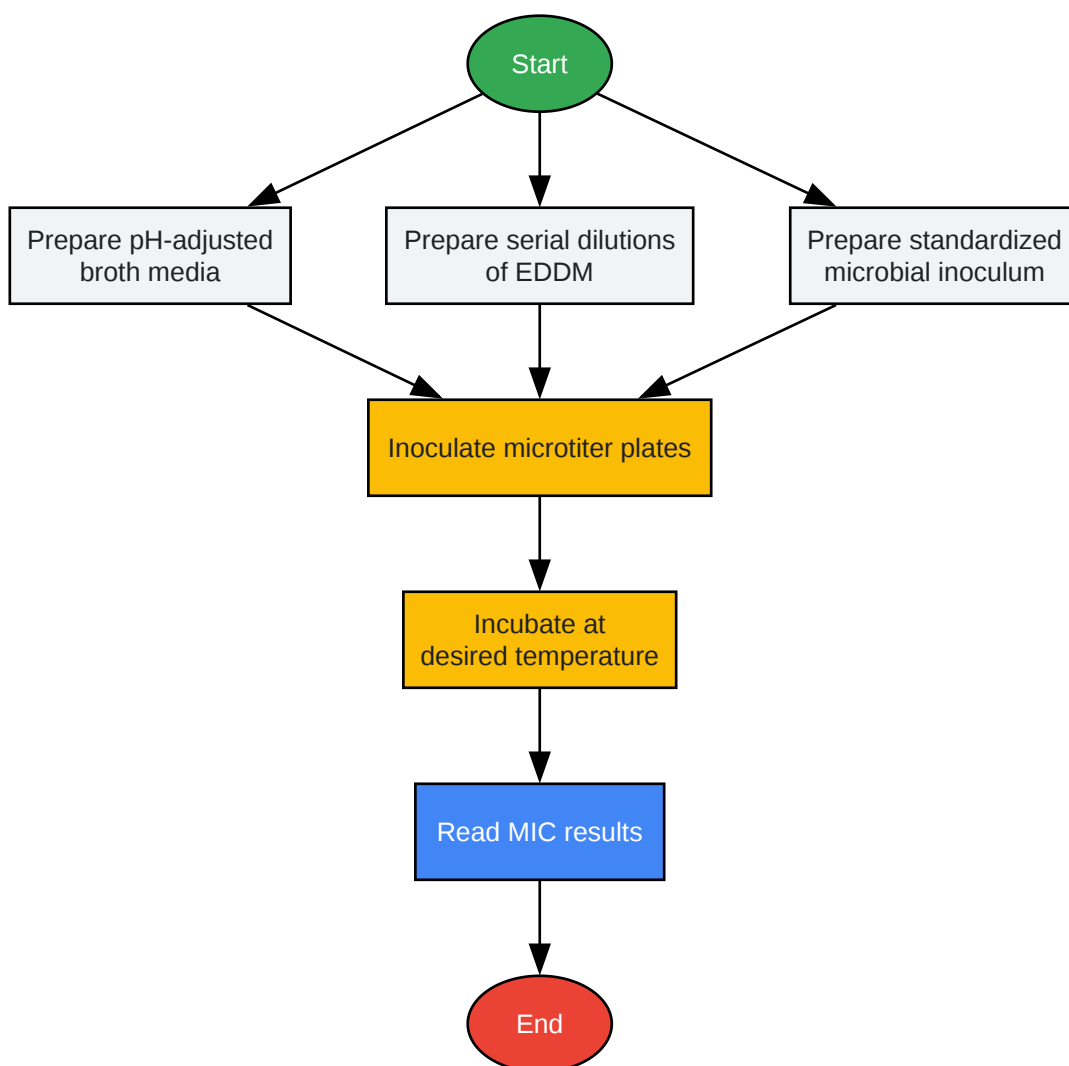 Start
Prepare pH-adjusted
broth media
Prepare serial dilutions
of EDDM
Prepare standardized
microbial inoculum
Inoculate microtiter plates
Incubate at
desired temperature
Read MIC results
End